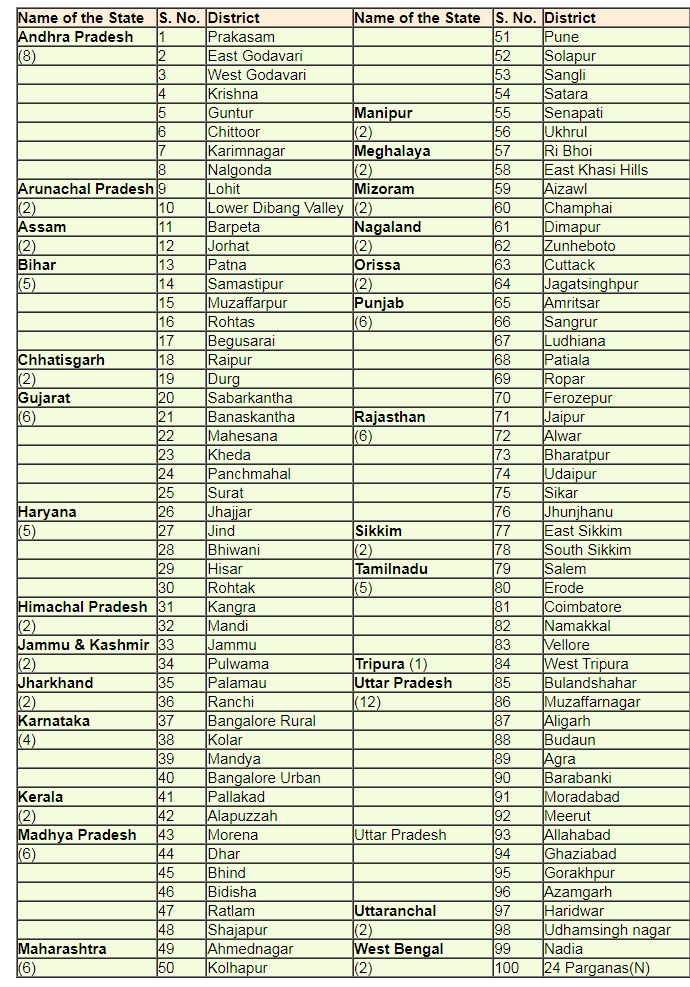 Name of the State S. No. District Name of the State S. No. District
Andhra Pradesh 1 Prakasam 51 Pune
(8) 2 East Godavari 52 Solapur
3 West Godavari 53 Sangli
4 Krishna 54 Satara
5 Guntur Manipur 55 Senapati
6 Chittoor (2) 56 Ukhrul
7 Karimnagar Meghalaya 57 Ri Bhoi
8 Nalgonda (2) 58 East Khasi Hills
Arunachal Pradesh 9 Lohit Mizoram 59 Aizawl
(2) 10 Lower Dibang Valley (2) 60 Champhai
Assam 11 Barpeta Nagaland 61 Dimapur
(2) 12 Jorhat (2) 62 Zunheboto
Bihar 13 Patna Orissa 63 Cuttack
(5) 14 Samastipur (2) 64 Jagatsinghpur
15 Muzaffarpur Punjab 65 Amritsar
16 Rohtas (6) 66 Sangrur
17 Begusarai 67 Ludhiana
Chhatisgarh 18 Raipur 68 Patiala
(2) 19 Durg 69 Ropar
Gujarat 20 Sabarkantha 70 Ferozepur
(6) 21 Banaskantha Rajasthan 71 Jaipur
22 Mahesana (6) 72 Alwar
23 Kheda 73 Bharatpur
24 Panchmahal 74 Udaipur
25 Surat 75 Sikar
Haryana 26 Jhajjar 76 Jhunjhanu
(5) 27 Jind Sikkim 77 East Sikkim
28 Bhiwani (2) 78 South Sikkim
29 Hisar Tamilnadu 79 Salem
30 Rohtak (5) 80 Erode
Himachal Pradesh 31 Kangra 81 Coimbatore
(2) 32 Mandi 82 Namakkal
Jammu & Kashmir 33 Jammu 83 Vellore
(2) 34 Pulwama Tripura (1) 84 West Tripura
Jharkhand 35 Palamau Uttar Pradesh 85 Bulandshahar
(2) 36 Ranchi (12) 86 Muzaffarnagar
Karnataka 37 Bangalore Rural 87 Aligarh
(4) 38 Kolar 88 Budaun
39 Mandya 89 Agra
40 Bangalore Urban 90 Barabanki
Kerala 41 Pallakad 91 Moradabad
(2) 42 Alapuzzah 92 Meerut
Madhya Pradesh 43 Morena Uttar Pradesh 93 Allahabad
(6) 44 Dhar 94 Ghaziabad
45 Bhind 95 Gorakhpur
46 Bidisha 96 Azamgarh
47 Ratlam Uttaranchal 97 Haridwar
48 Shajapur (2) 98 Udhamsingh nagar
Maharashtra 49 Ahmednagar West Bengal 99 Nadia
(6) 50 Kolhapur (2) 100 24 Parganas(N)